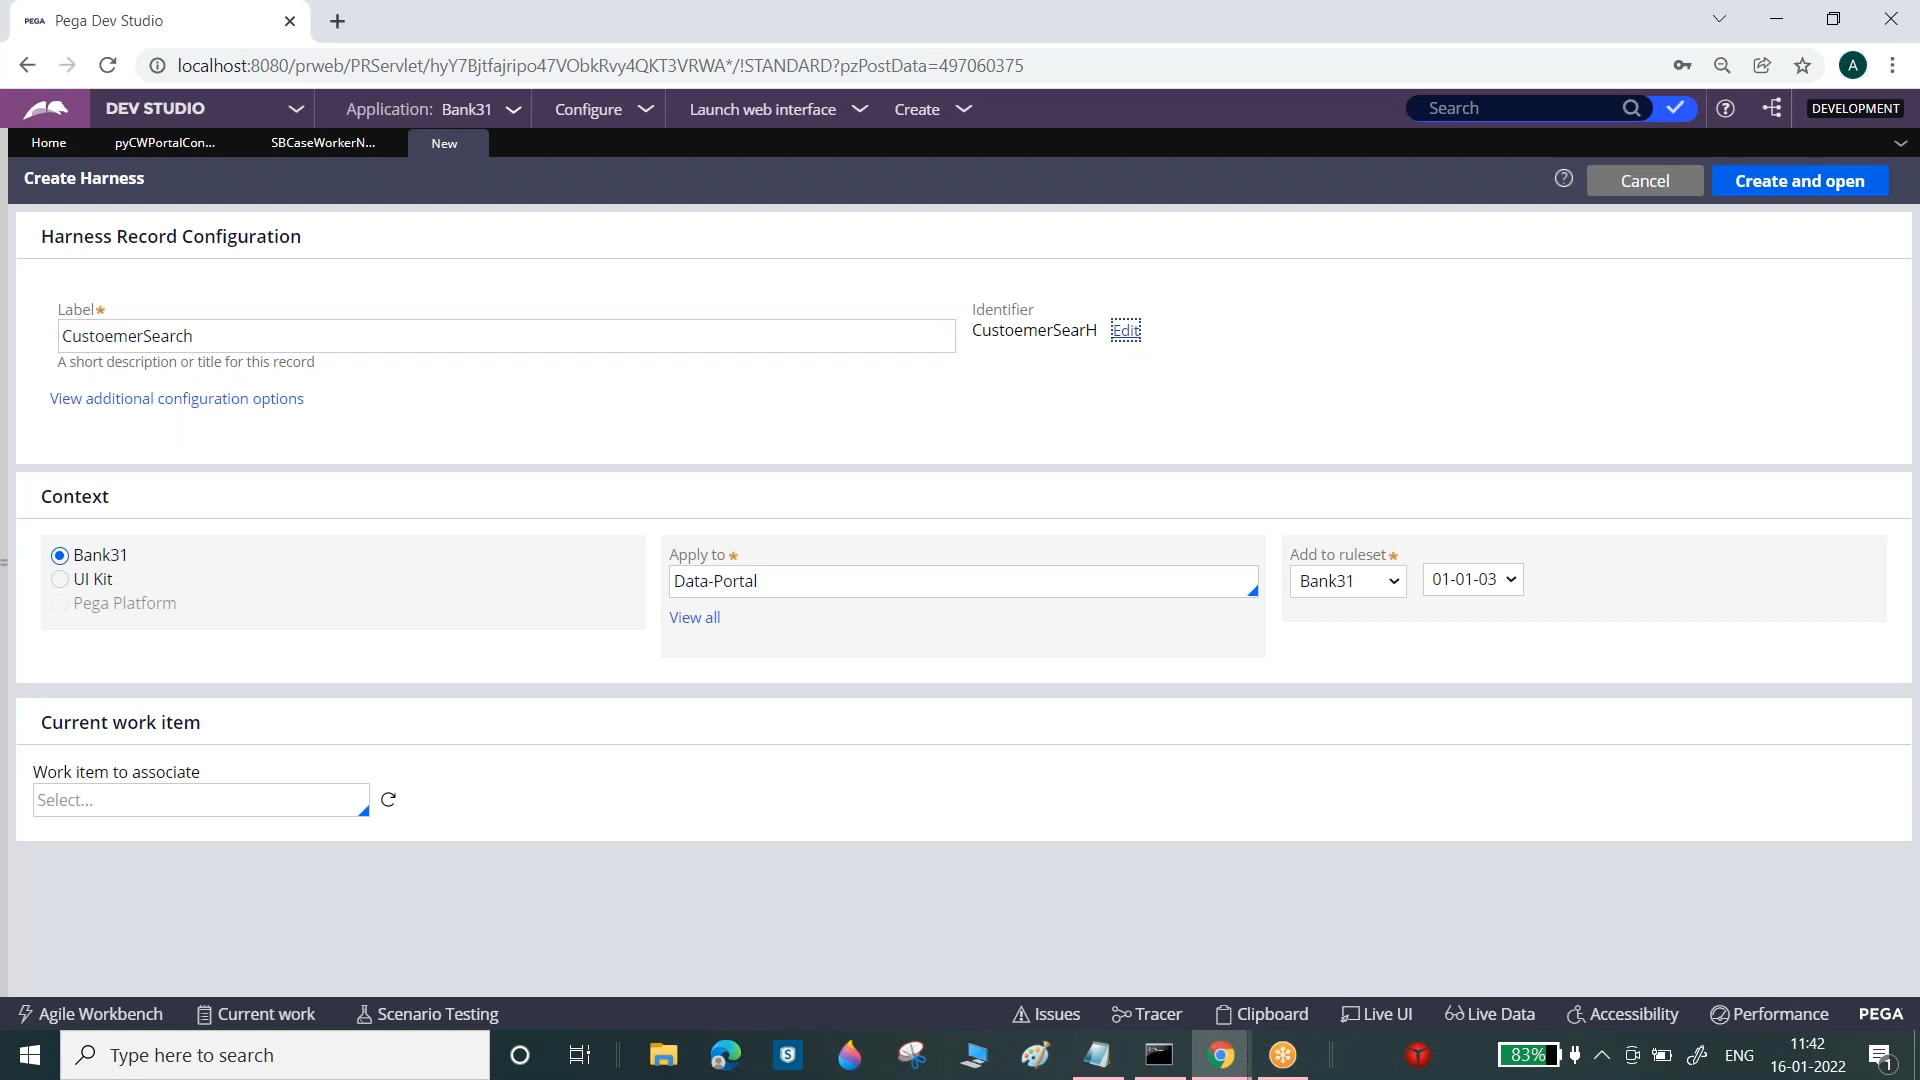 PEGA Pega Dev Studio
localhost:8080/prweb/PRServlet/hyY7Bjtfajripo47VObkRvy4QKT3VRWA*/!STANDARD?pzPostData=497060375
A
DEV STUDIO Application: Bank31 Configure Launch web interface Create Search DEVELOPMENT
Home pyCWPortalCon... SBCaseWorkerN... New
Create Harness Cancel Create and open
Harness Record Configuration
Label* Identifier
CustoemerSearch CustoemerSearH Edit
A short description or title for this record
View additional configuration options
Context
Bank31 Apply to * Add to ruleset*
UI Kit Data-Portal Bank31 01-01-03
Pega Platform View all
Current work item
Work item to associate
Select...
Agile Workbench Current work Scenario Testing Issues Tracer Clipboard Live UI Live Data Accessibility Performance PEGA
Type here to search 83% ENG 11:42
16-01-2022 1